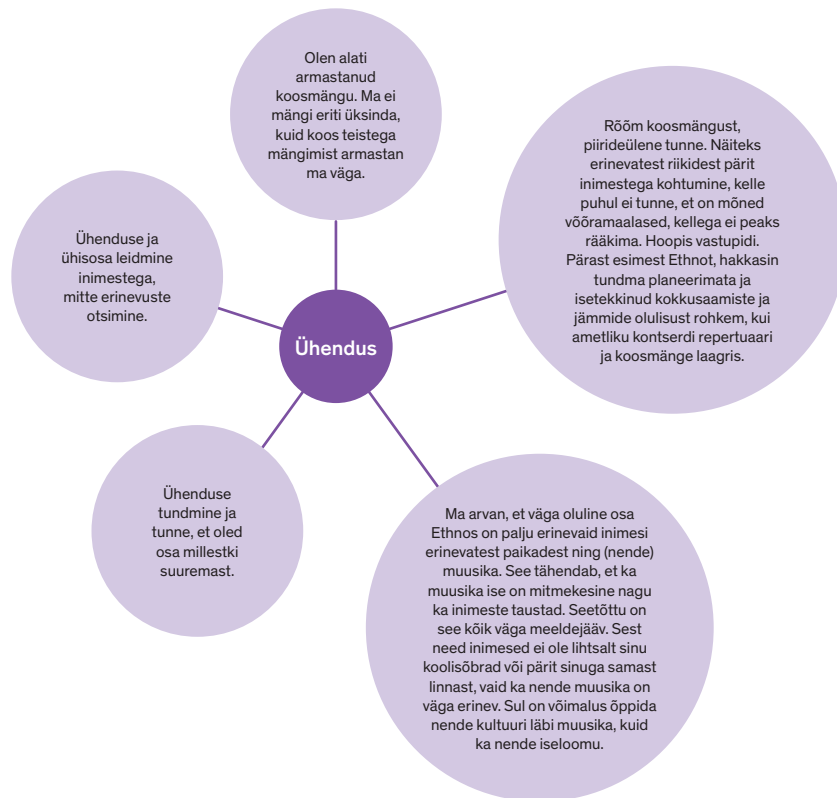 Olen alati
armastanud
koosmängu. Ma ei
mängi eriti üksinda,
kuid koos teistega
mängimist armastan
ma väga.
Rõõm koosmängust,
piirideülene tunne. Näiteks
erinevatest riikidest pärit
inimestega kohtumine, kelle
puhul ei tunne, et on mõned
võõramaalased, kellega ei peaks
rääkima. Hoopis vastupidi.
Pärast esimest Ethnot, hakkasin
tundma planeerimata ja
isetekkinud kokkusaamiste ja
jämmide olulisust rohkem, kui
ametliku kontserdi repertuaari
ja koosmänge laagris.
Ühenduse ja
ühisosa leidmine
inimestega,
mitte erinevuste
otsimine.
Ühendus
Ühenduse
tundmine ja
tunne, et oled
osa millestki
suuremast.
Ma arvan, et väga oluline osa
Ethnos on palju erinevaid inimesi
erinevatest paikadest ning (nende)
muusika. See tähendab, et ka
muusika ise on mitmekesine nagu
ka inimeste taustad. Seetõttu on
see kõik väga meeldejääv. Sest
need inimesed ei ole lihtsalt sinu
koolisõbrad või pärit sinuga samast
linnast, vaid ka nende muusika on
väga erinev. Sul on võimalus õppida
nende kultuuri läbi muusika, kuid
ka nende iseloomu.